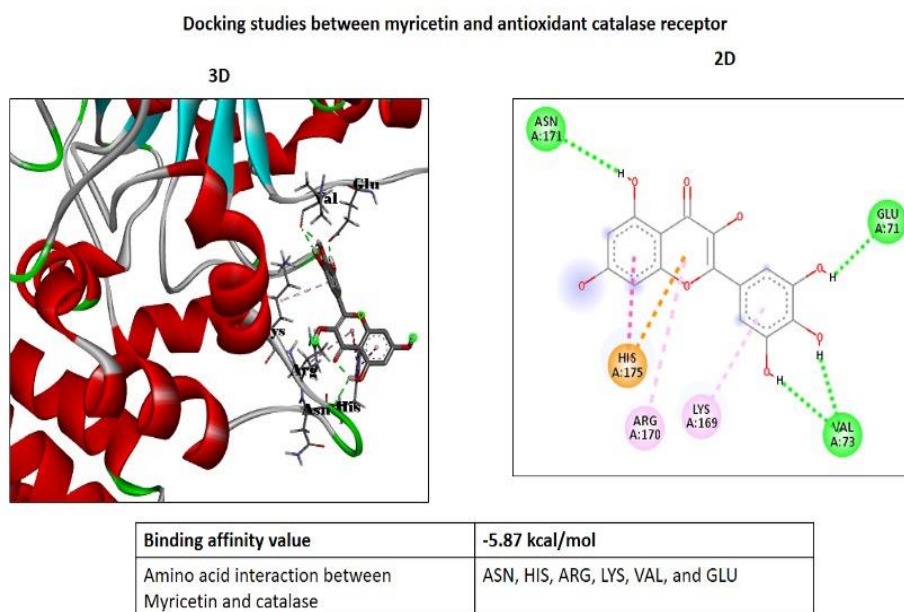 Docking studies between myricetin and antioxidant catalase receptor
3D
2D
Val
Glu
ys
Arg
Asn
His
ASN
A:171
GLU
A:71
HIS
A:175
ARG
A:170
LYS
A:169
VAL
A:73
H
O
O
O
O
O
O
H
O
H
O
H
Binding affinity value
-5.87 kcal/mol
Amino acid interaction between
Myricetin and catalase
ASN, HIS, ARG, LYS, VAL, and GLU